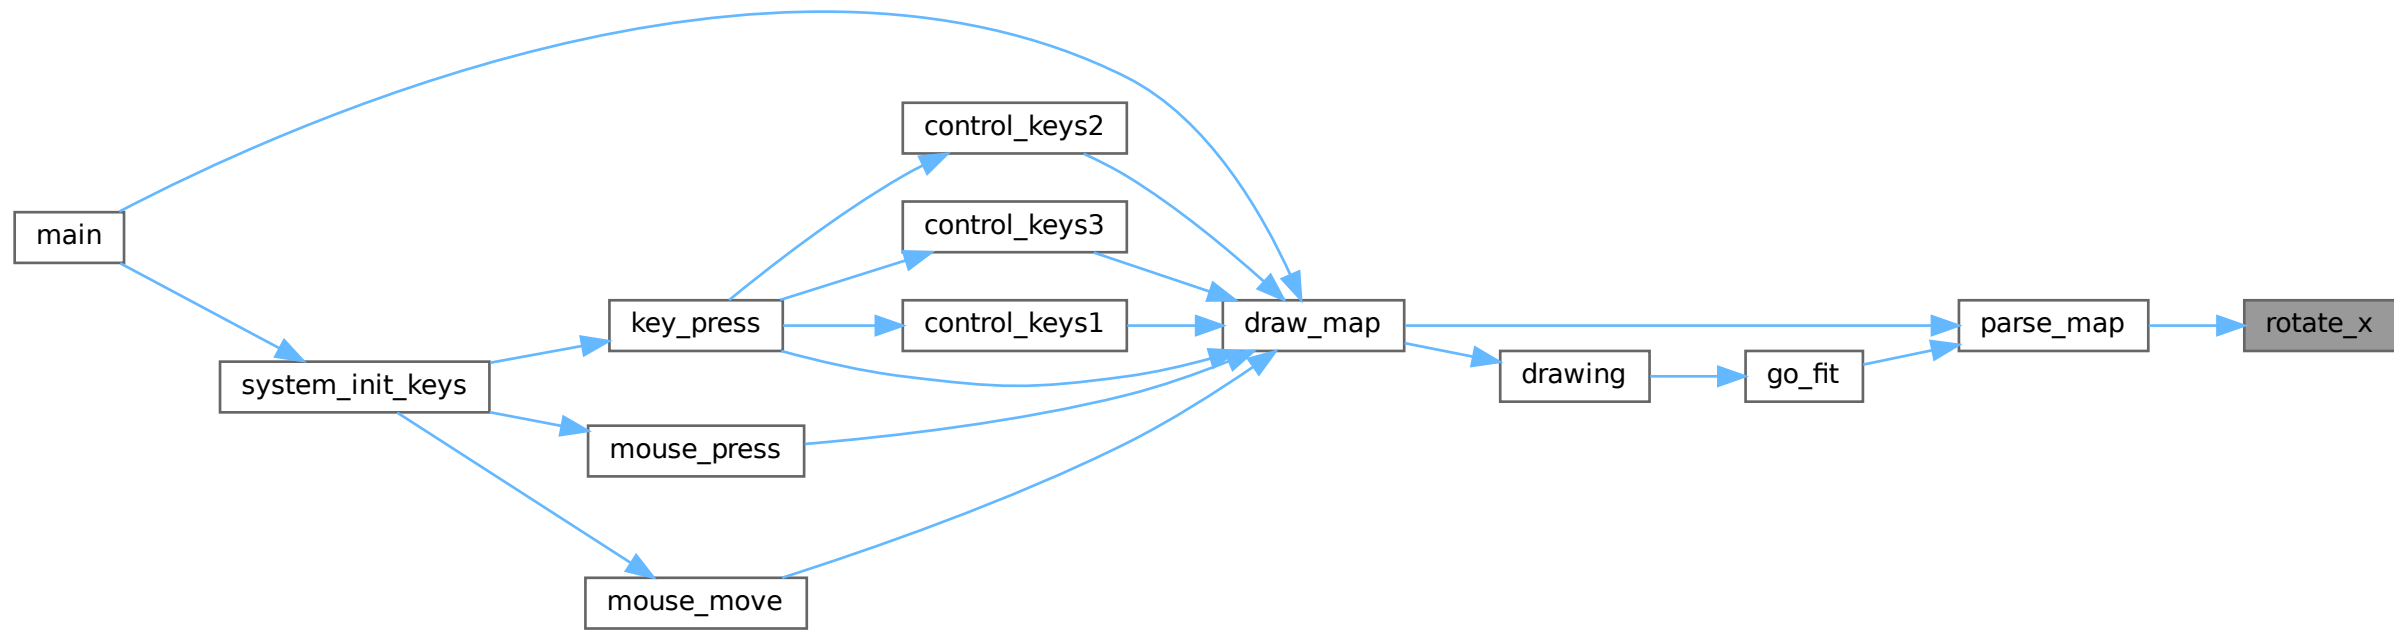 main
system_init_keys
key_press
mouse_press
mouse_move
control_keys2
control_keys3
control_keys1
draw_map
drawing
go_fit
parse_map
rotate_x